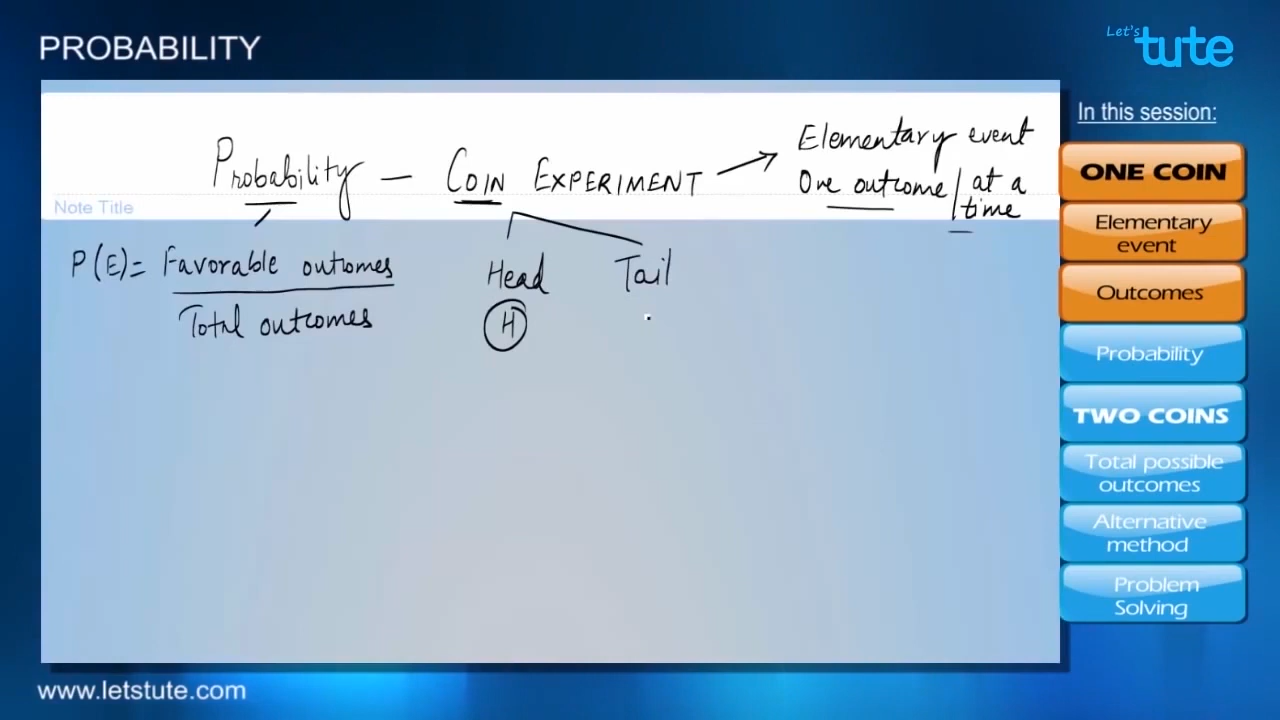 PROBABILITY
Let's tute
In this session:
Probability — COIN EXPERIMENT
Elementary event
One outcome / at a time
Note Title
P(E) = Favorable outcomes
Total outcomes
Head Tail
H
ONE COIN
Elementary
event
Outcomes
Probability
TWO COINS
Total possible
outcomes
Alternative
method
Problem
Solving
www.letstute.com